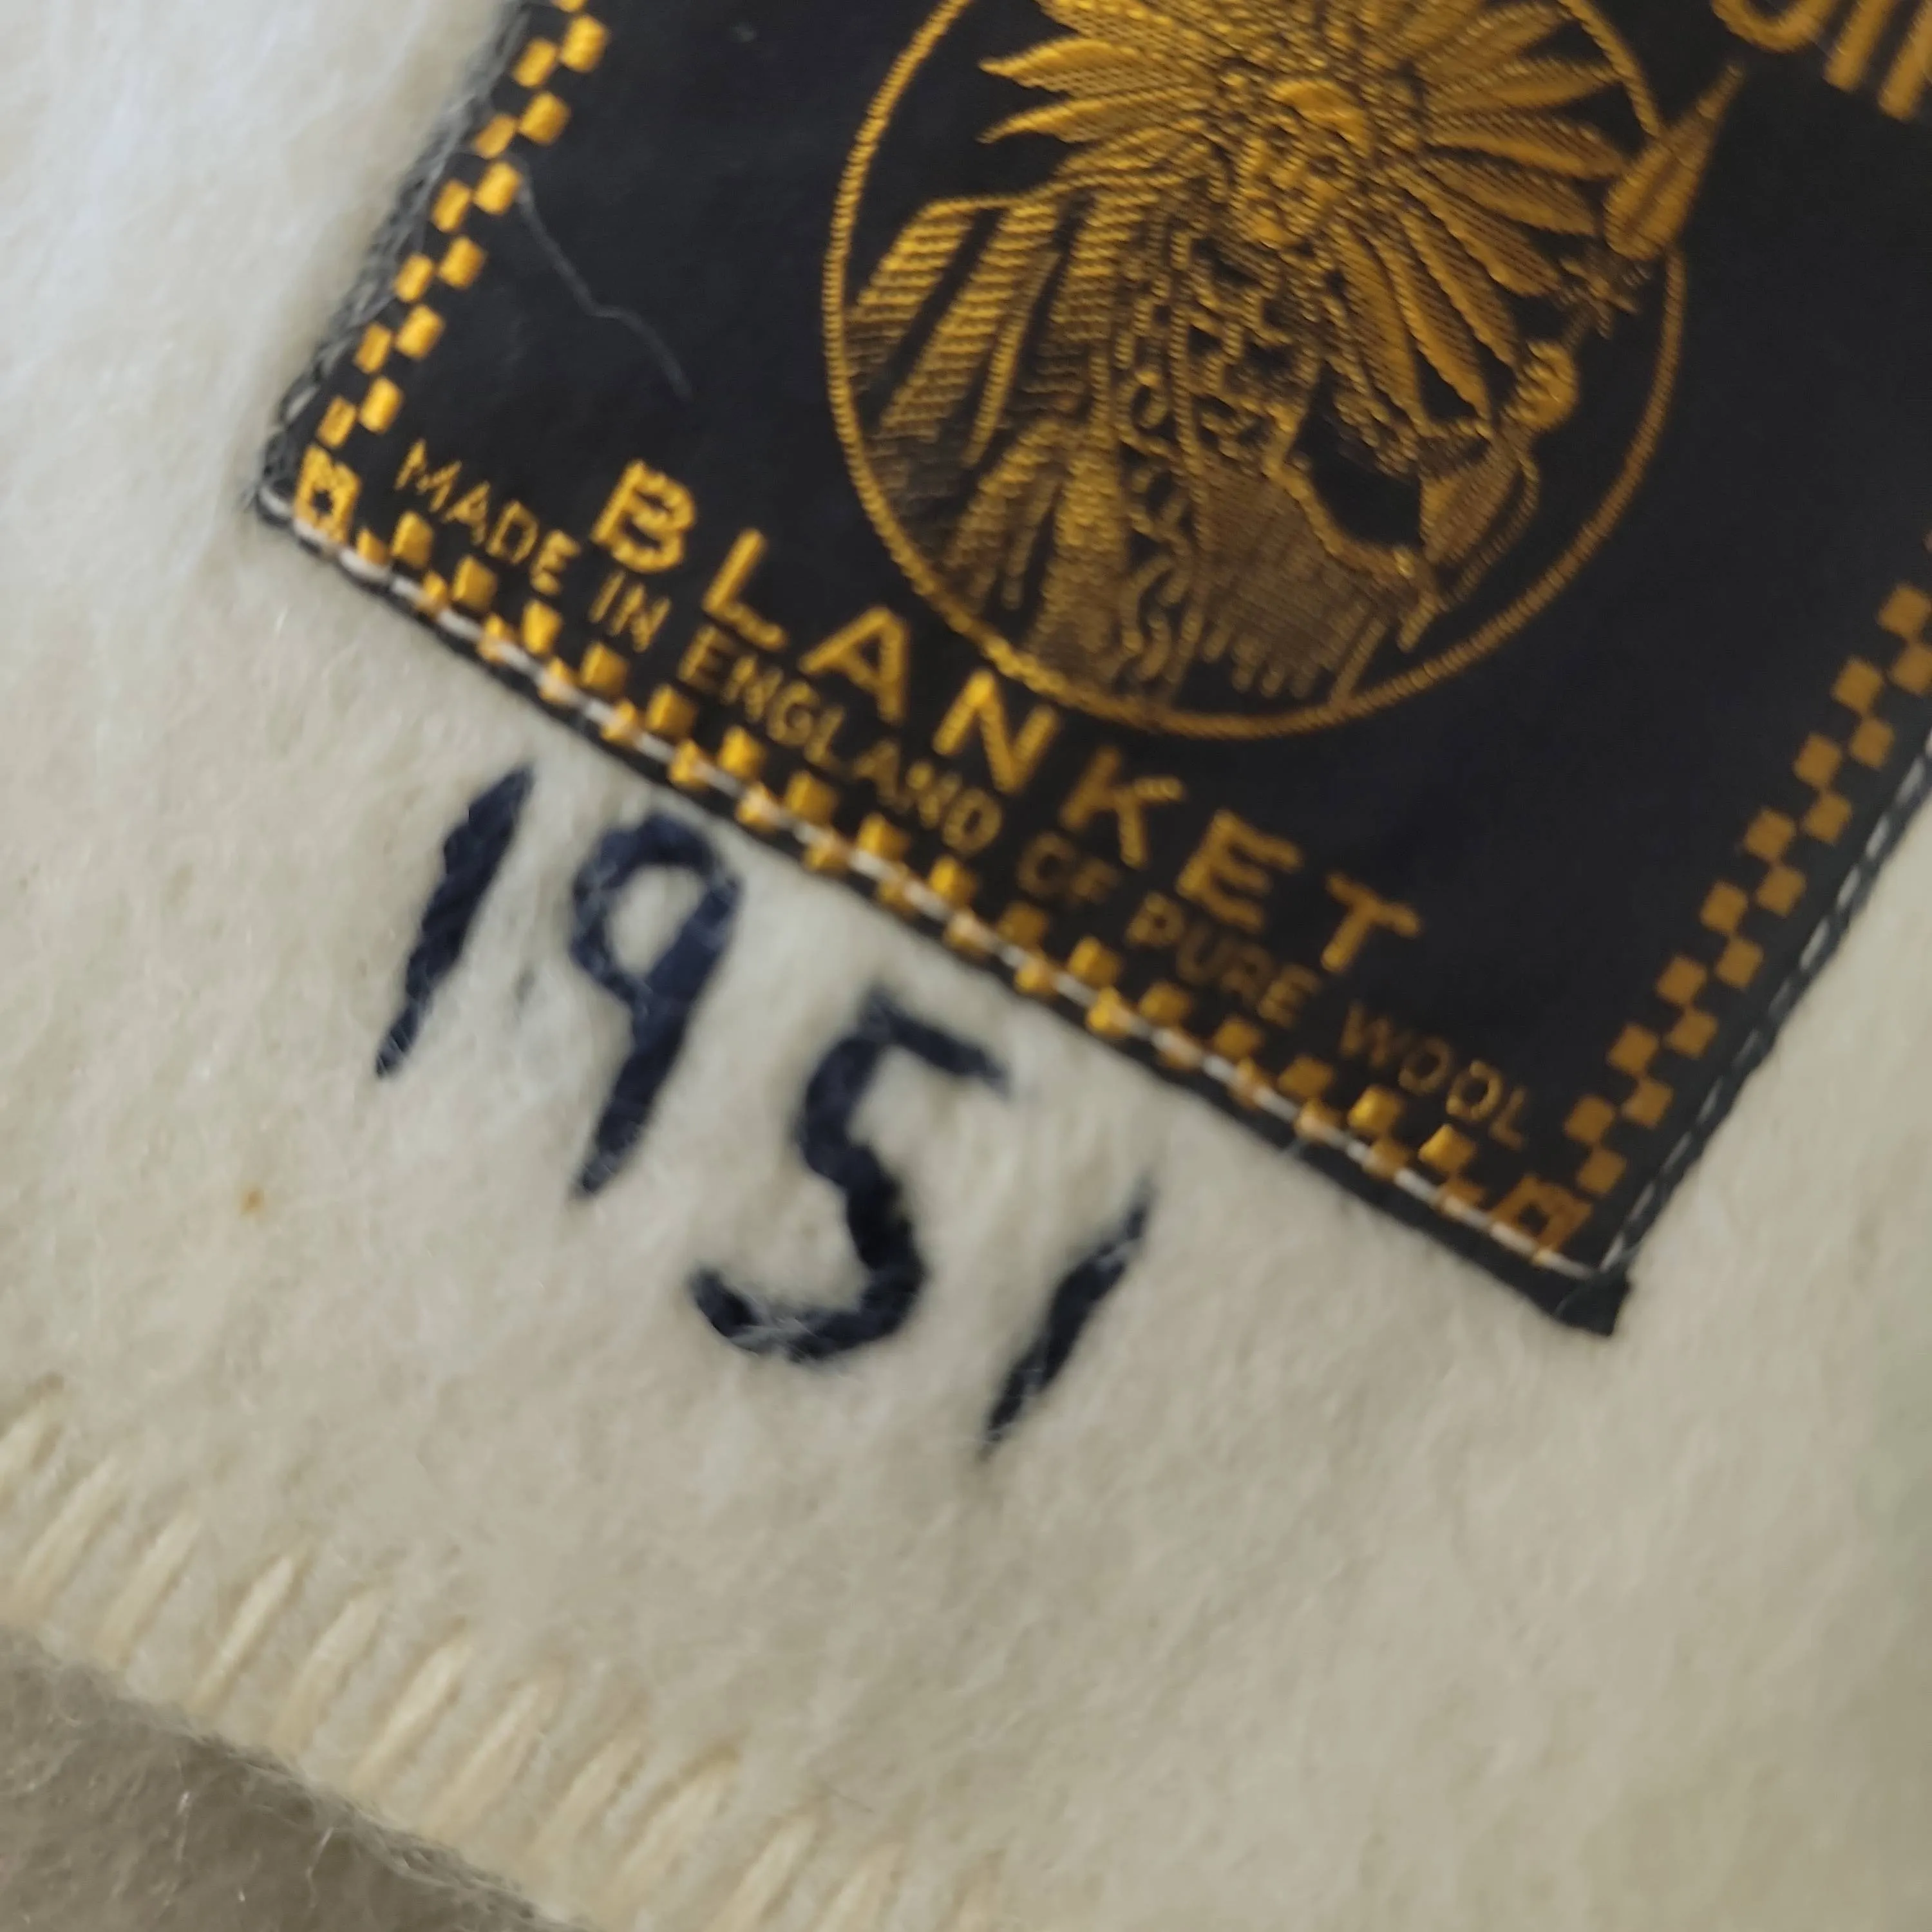 BLANKET
MADE IN ENGLAND OF PURE WOOL
1951